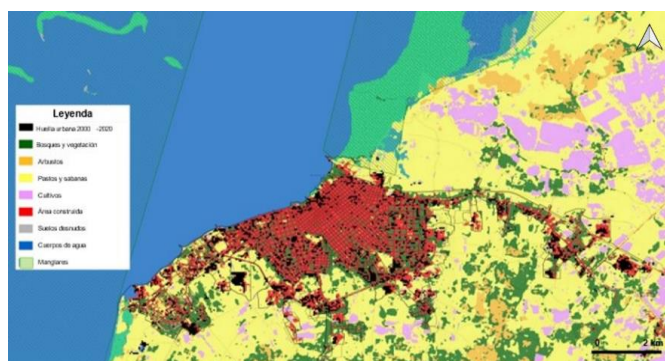 Leyenda
Huella urbana 2000 -2020
Bosques y vegetación
Arbustos
Pastos y sabanas
Cultivos
Área construida
Suelos desnudos
Cuerpos de agua
Manglares
0 2 km